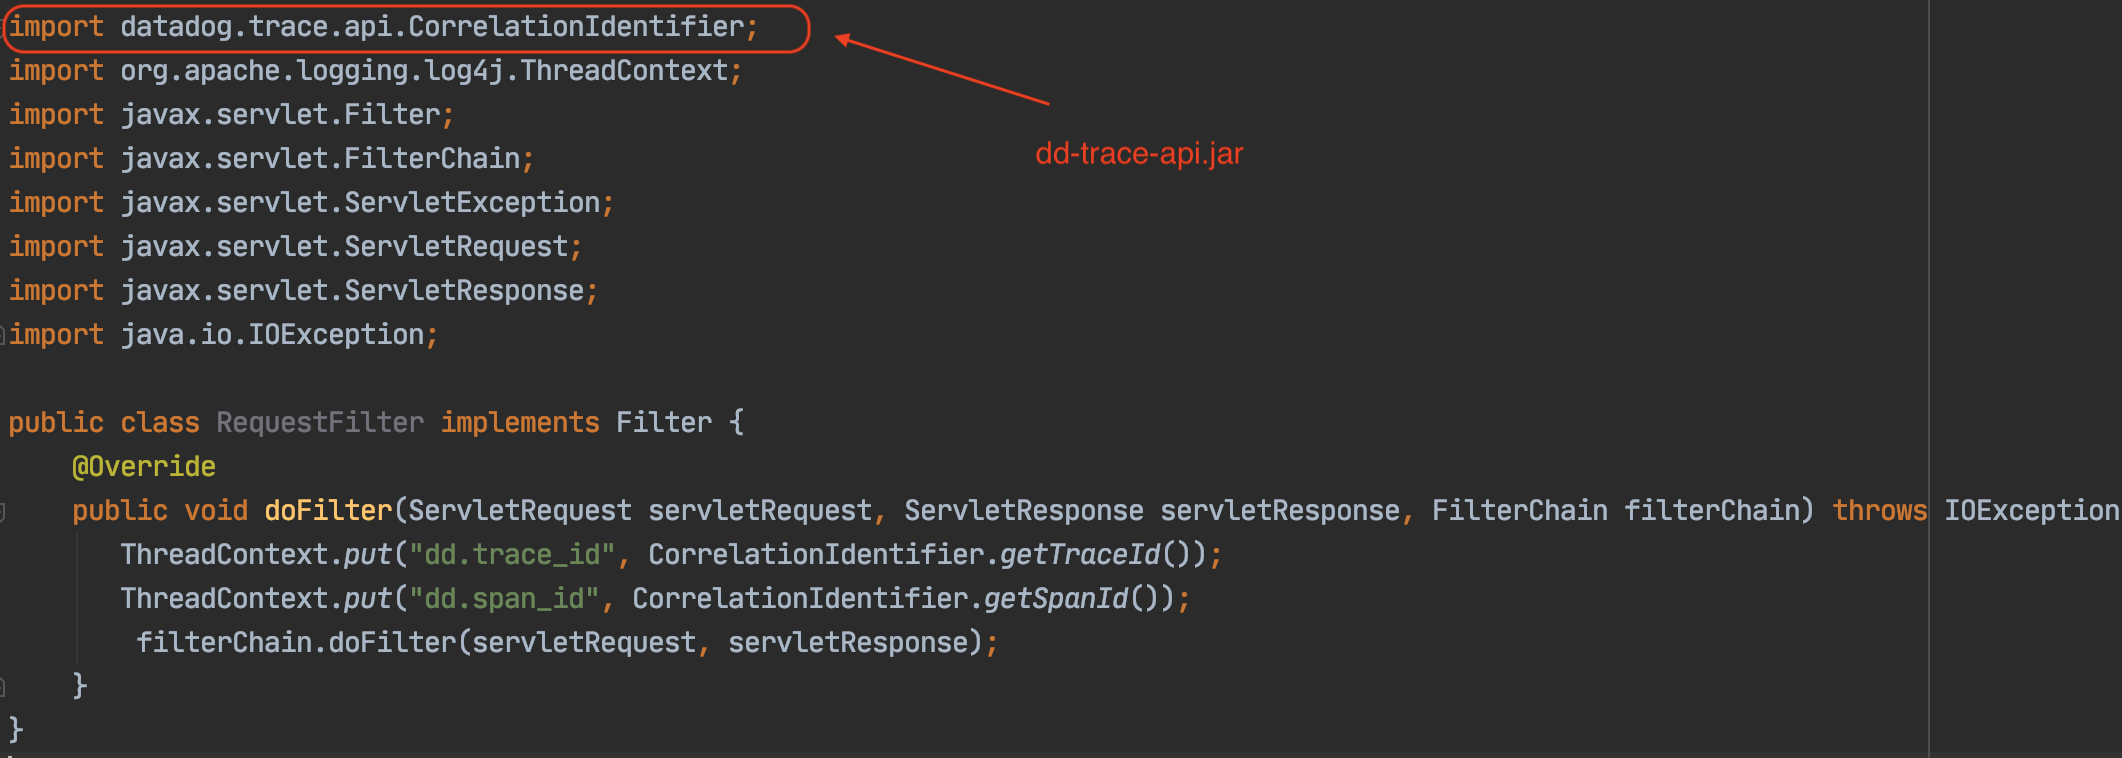 import datadog.trace.api.CorrelationIdentifier;
import org.apache.logging.log4j.ThreadContext;
import javax.servlet.Filter;
dd-trace-api.jar
import javax.servlet.FilterChain;
import javax.servlet.ServletException;
import javax.servlet.ServletRequest;
import javax.servlet.ServletResponse;
import java.io.IOException;
public class RequestFilter implements Filter {
@Override
public void doFilter(ServletRequest servletRequest, ServletResponse servletResponse, FilterChain filterChain) throws IOException
ThreadContext.put("dd.trace_id", CorrelationIdentifier.getTraceId());
ThreadContext.put("dd.span_id", CorrelationIdentifier.getSpanId());
filterChain.doFilter(servletRequest, servletResponse);
}
}